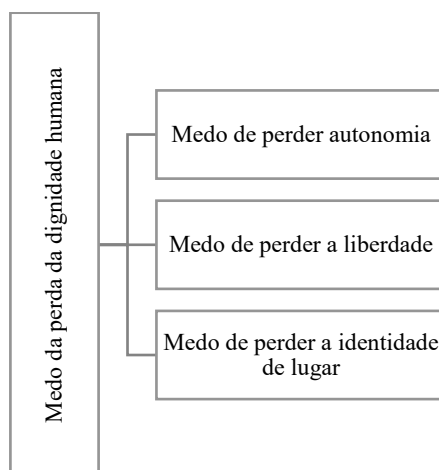 Medo da perda da dignidade humana
Medo de perder autonomia
Medo de perder a liberdade
Medo de perder a identidade
de lugar